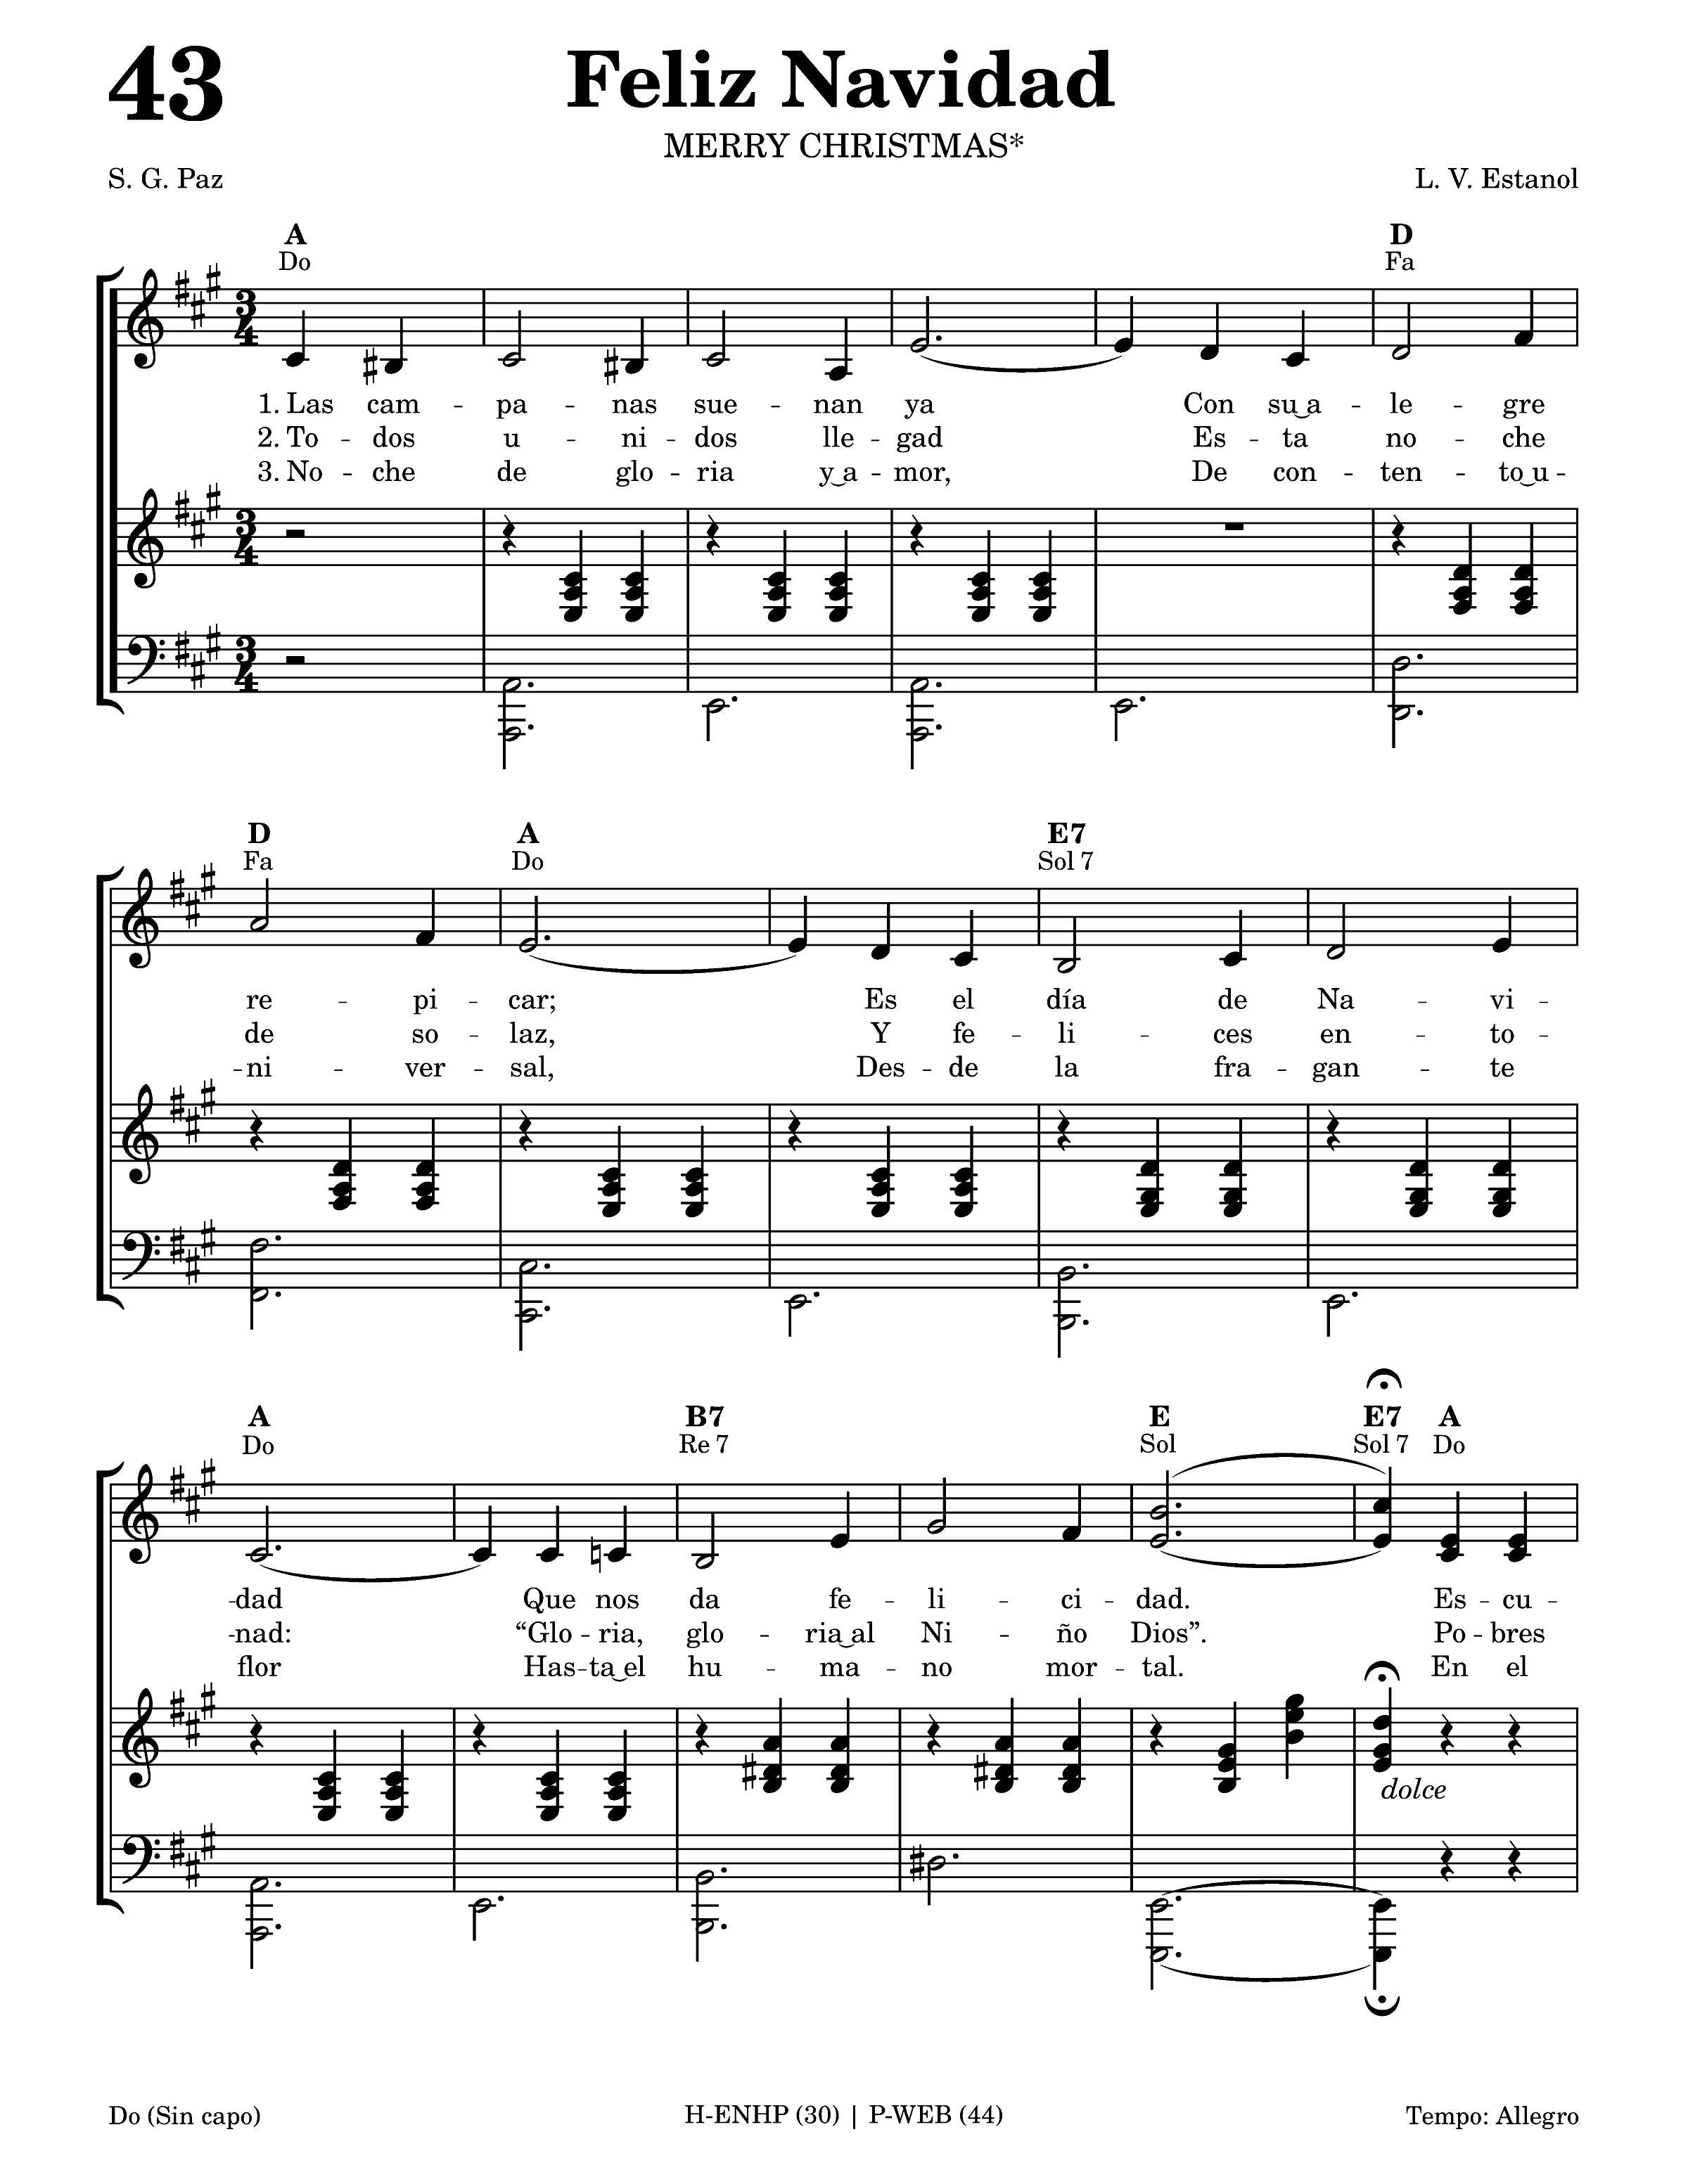 43 Feliz Navidad
MERRY CHRISTMAS*
S. G. Paz L. V. Estanol
A D
Do Fa
3 4
1. Las cam - pa - nas sue - nan ya Con su‿a - le - gre
2. To - dos u - ni - dos lle - gad Es - ta no - che
3. No - che de glo - ria y‿a - mor, De con - ten - to‿u -
3 4
3 4
D A E7
Fa Do Sol 7
re - pi - car; Es el día de Na - vi -
de so - laz, Y fe - li - ces en - to -
- ni - ver - sal, Des - de la fra - gan - te
A B7 E E7 A
Do Re 7 Sol Sol 7 Do
- dad Que nos da fe - li - ci - dad. Es - cu -
- nad: “Glo - ria, glo - ria‿al Ni - ño Dios”. Po - bres
flor Has - ta‿el hu - ma - no mor - tal. En el
dolce
Do (Sin capo) H-ENHP (30) | P-WEB (44) Tempo: Allegro